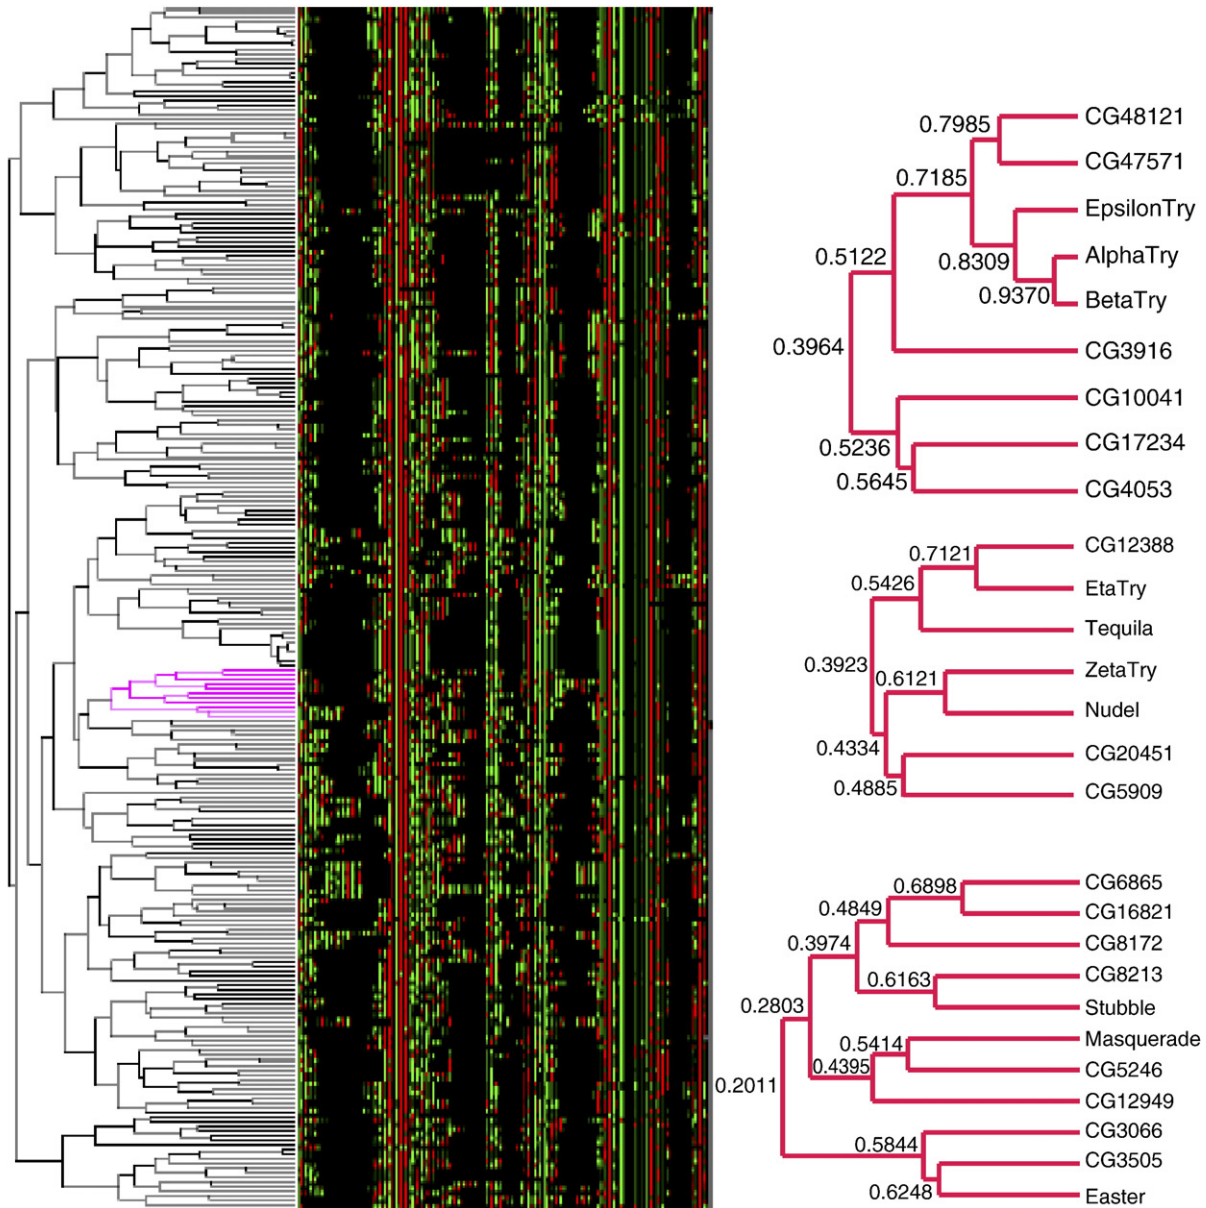 CG48121
0.7985
CG47571
0.7185
EpsilonTry
0.5122
AlphaTry
0.8309
0.9370
BetaTry
0.3964
CG3916
CG10041
0.5236
CG17234
0.5645
CG4053
CG12388
0.7121
0.5426
EtaTry
Tequila
0.3923
ZetaTry
0.6121
Nudel
0.4334
CG20451
0.4885
CG5909
CG6865
0.6898
0.4849
CG16821
0.3974
CG8172
0.6163
CG8213
0.2803
Stubble
Masquerade
0.5414
0.4395
CG5246
0.2011
CG12949
CG3066
0.5844
CG3505
0.6248
Easter